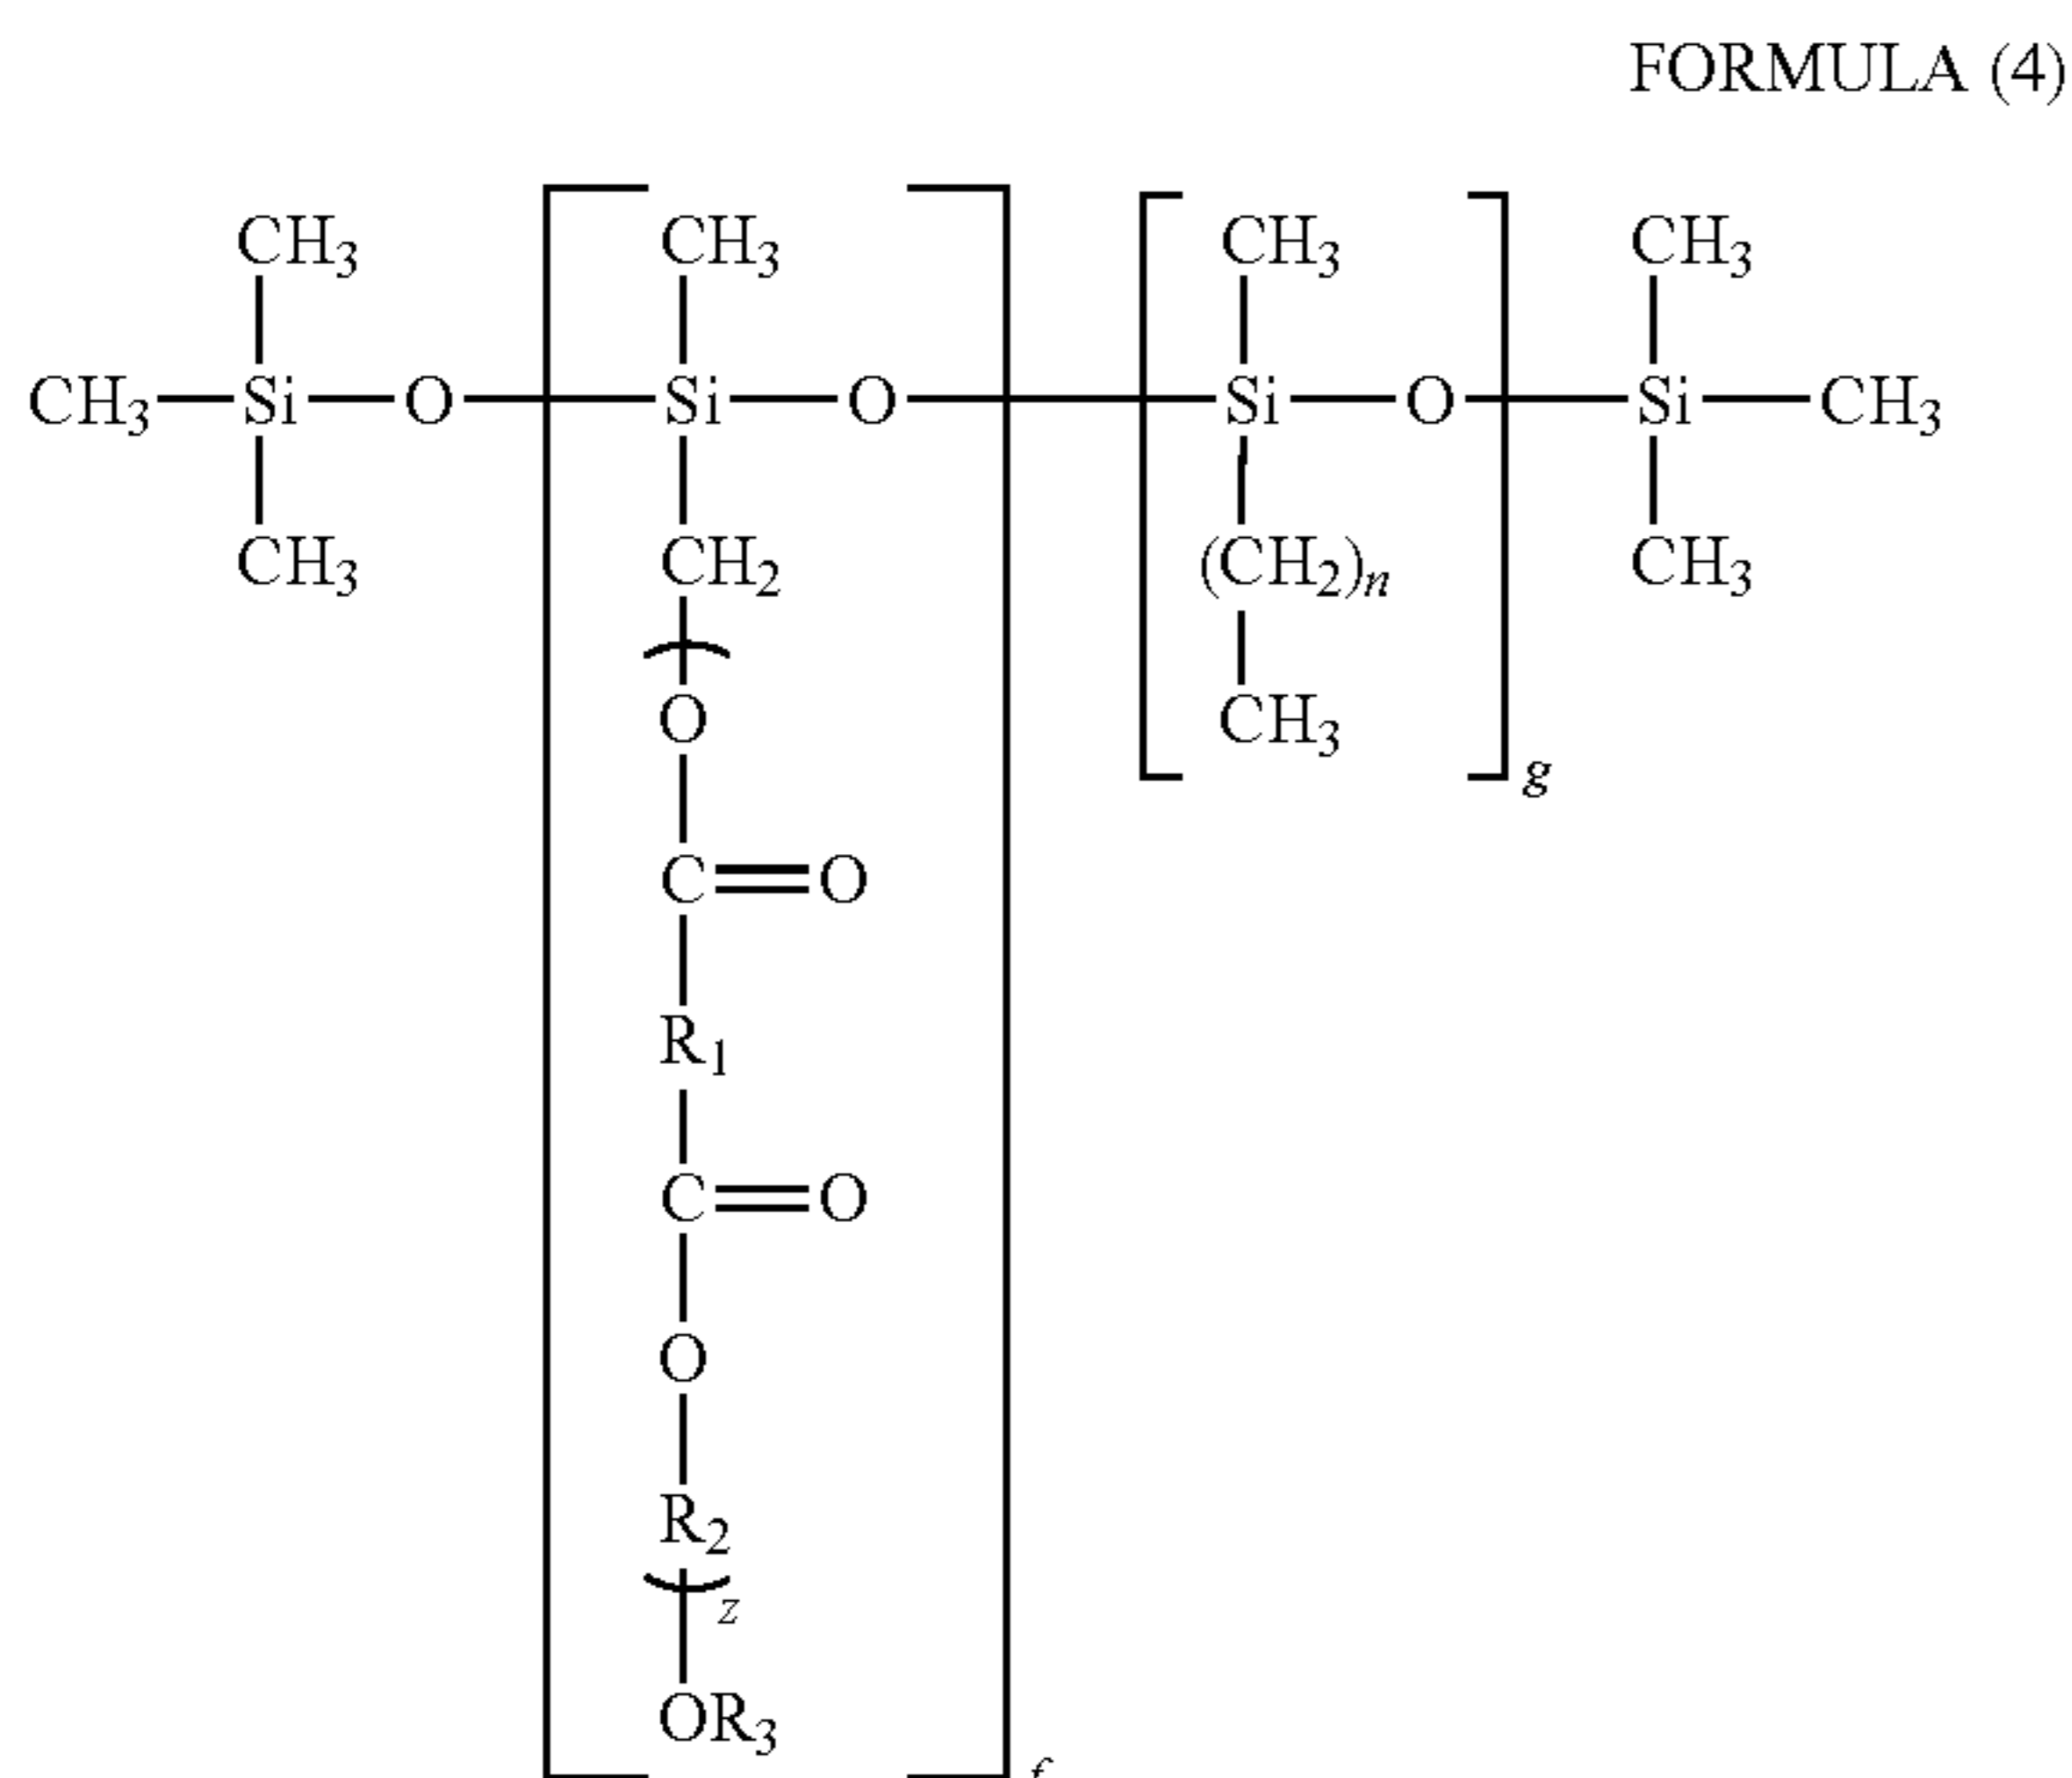 FORMULA (4)
CH3 CH3 CH3 CH3
CH3—Si—O—Si—O—Si—O—Si—CH3
CH3 CH2 (CH2)n CH3
O CH3
g
C=O
R1
C=O
O
R2
z
OR3
f